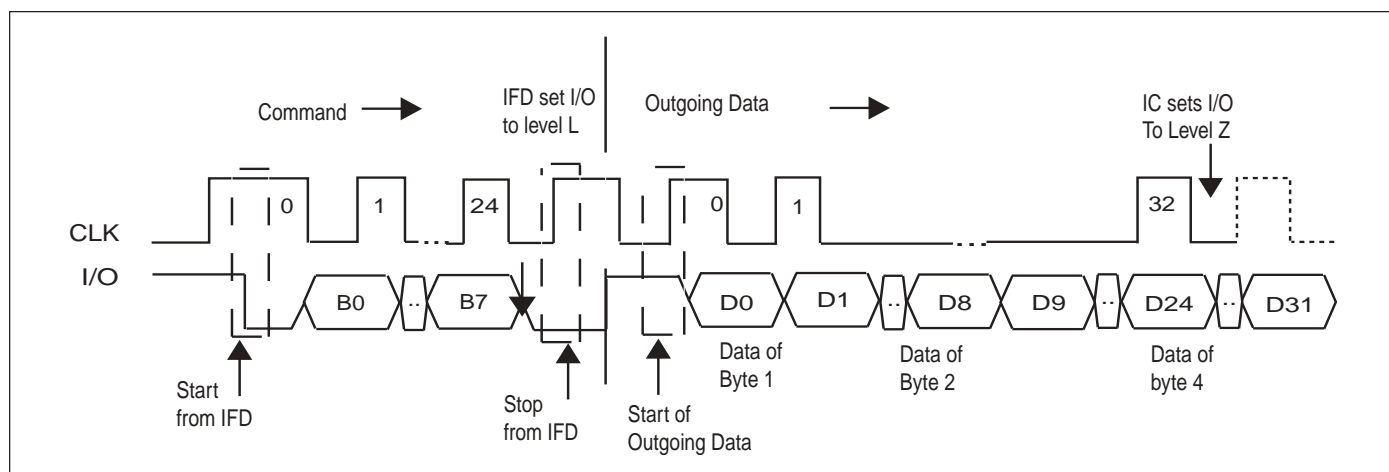 Command
IFD set I/O
to level L
Outgoing Data
IC sets I/O
To Level Z
CLK
0
1
24
0
1
32
I/O
B0
..
B7
D0
D1
..
D8
D9
..
D24
..
D31
Start
from IFD
Stop
from IFD
Start of
Outgoing Data
Data of
Byte 1
Data of
Byte 2
Data of
byte 4